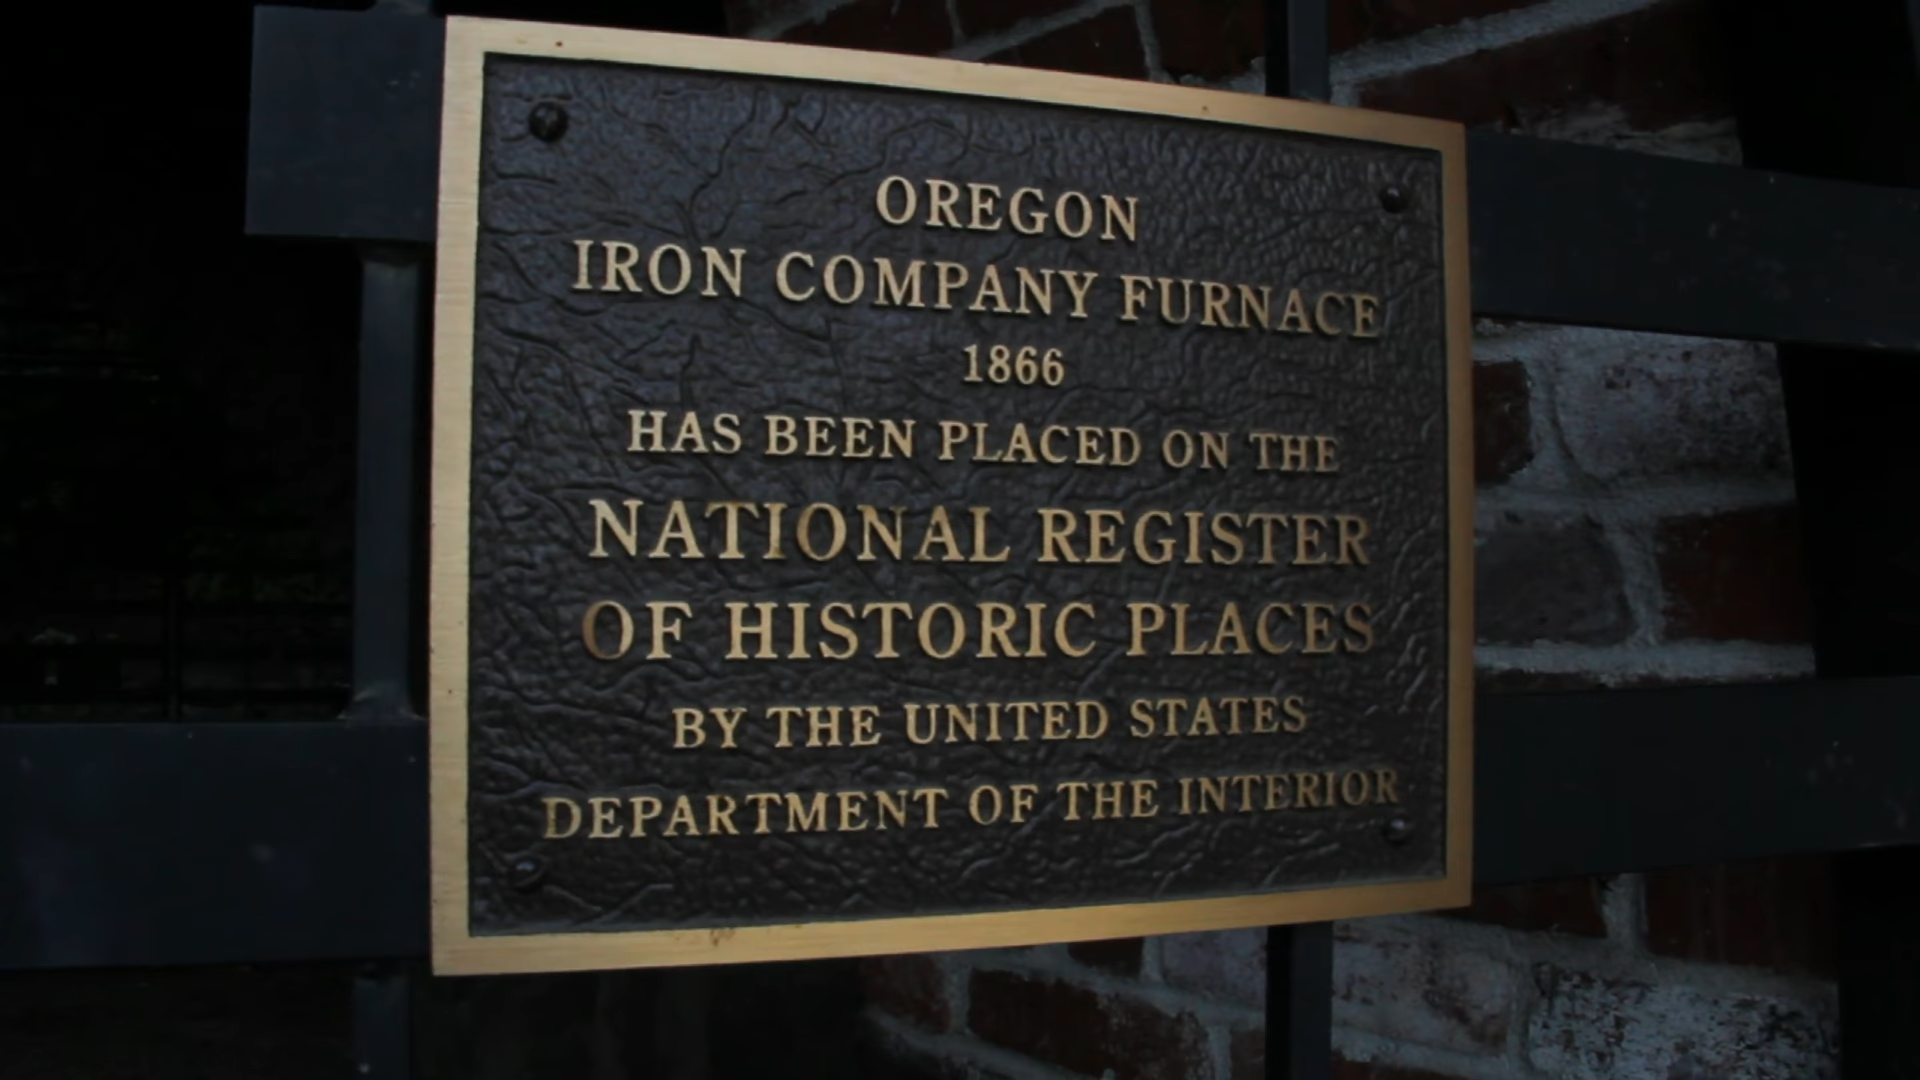 OREGON
IRON COMPANY FURNACE
1866
HAS BEEN PLACED ON THE
NATIONAL REGISTER
OF HISTORIC PLACES
BY THE UNITED STATES
DEPARTMENT OF THE INTERIOR